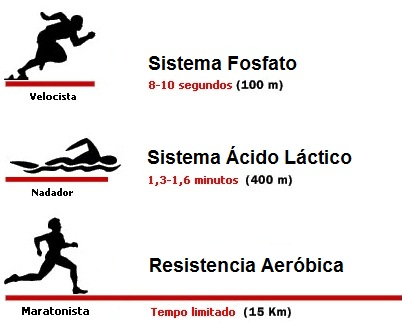 Sistema Fosfato
8-10 segundos (100 m)
Velocista
Sistema Ácido Láctico
1,3-1,6 minutos (400 m)
Nadador
Resistencia Aeróbica
Maratonista
Tempo limitado (15 Km)